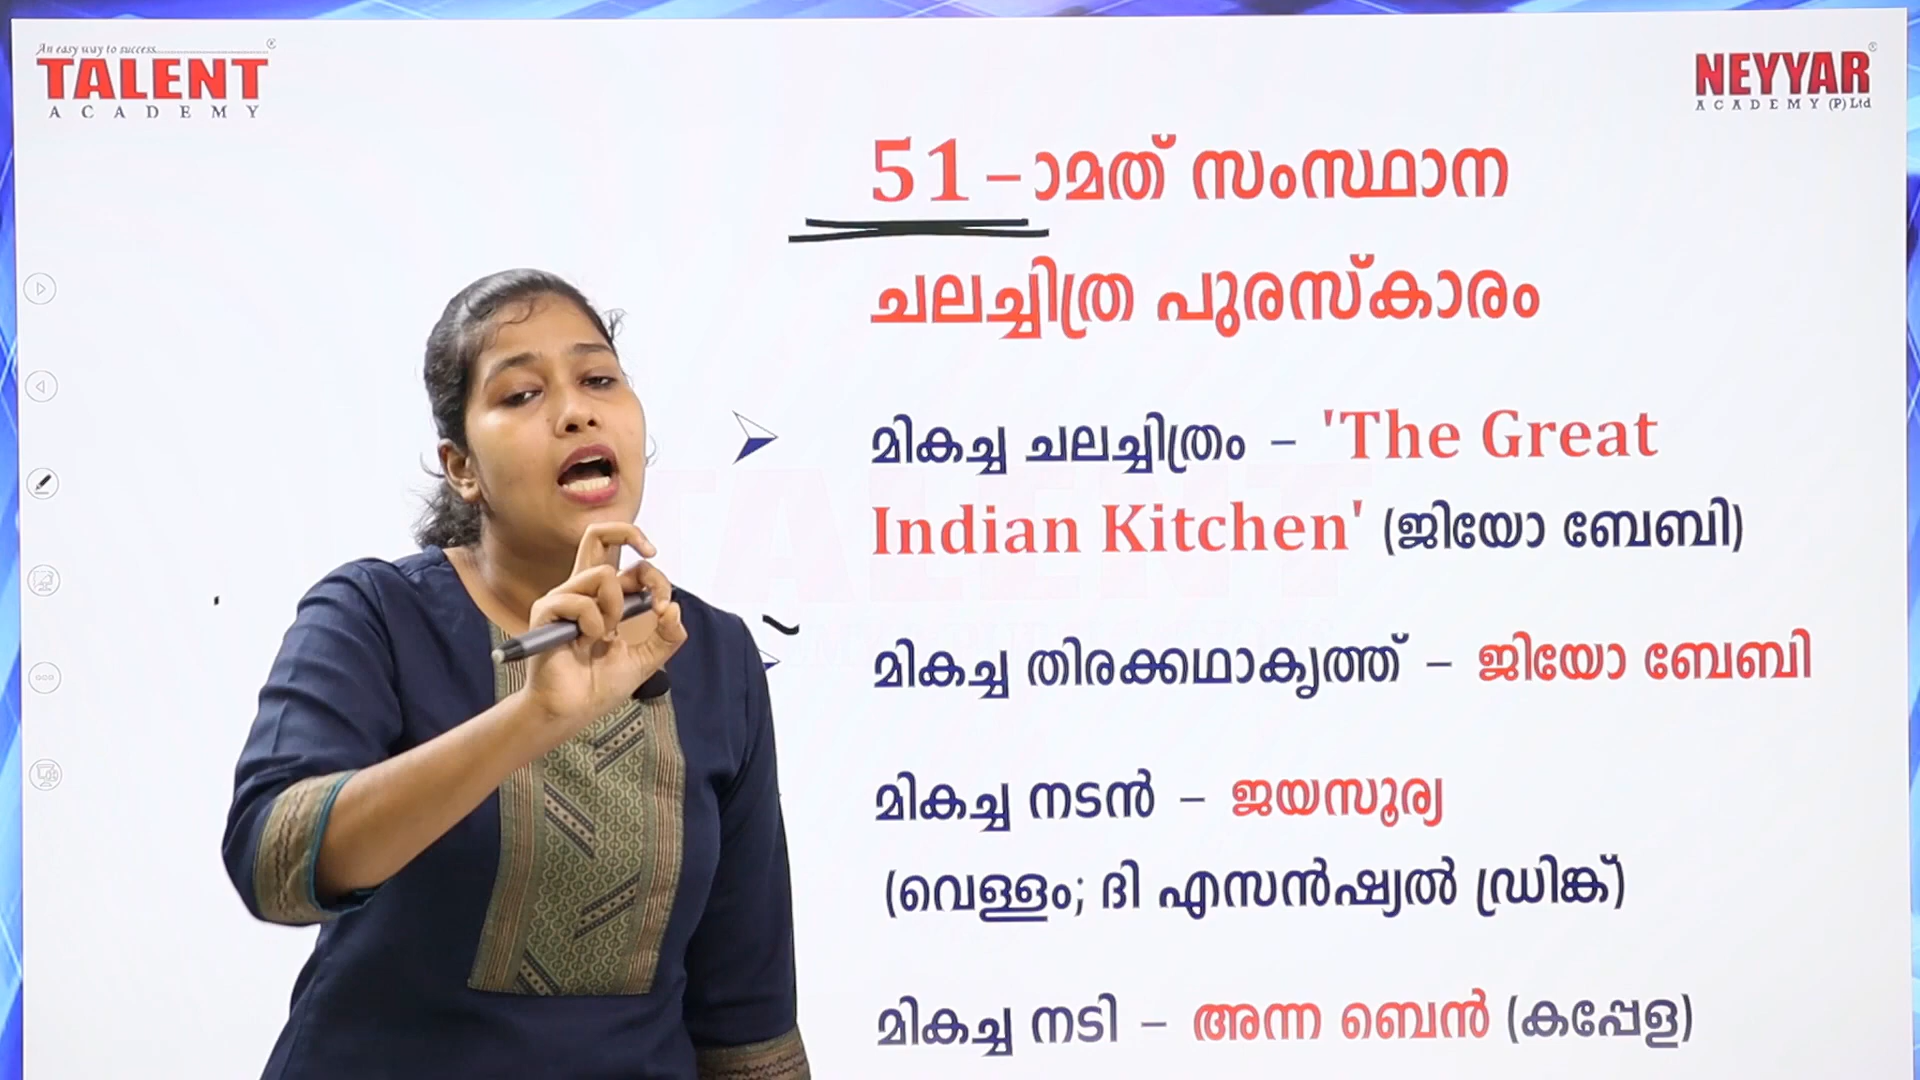 An easy way to success
TALENT
ACADEMY
NEYYAR
ACADEMY (P) Ltd
51 -ാമത് സംസ്ഥാന
ചലച്ചിത്ര പുരസ്കാരം
മികച്ച ചലച്ചിത്രം - 'The Great
Indian Kitchen' (ജിയോ ബേബി)
മികച്ച തിരക്കഥാകൃത്ത് - ജിയോ ബേബി
മികച്ച നടൻ - ജയസൂര്യ
(വെള്ളം; ദി എസൻഷ്യൽ ഡ്രിങ്ക്)
മികച്ച നടി - അന്ന ബെൻ (കപ്പേള)
TALENT